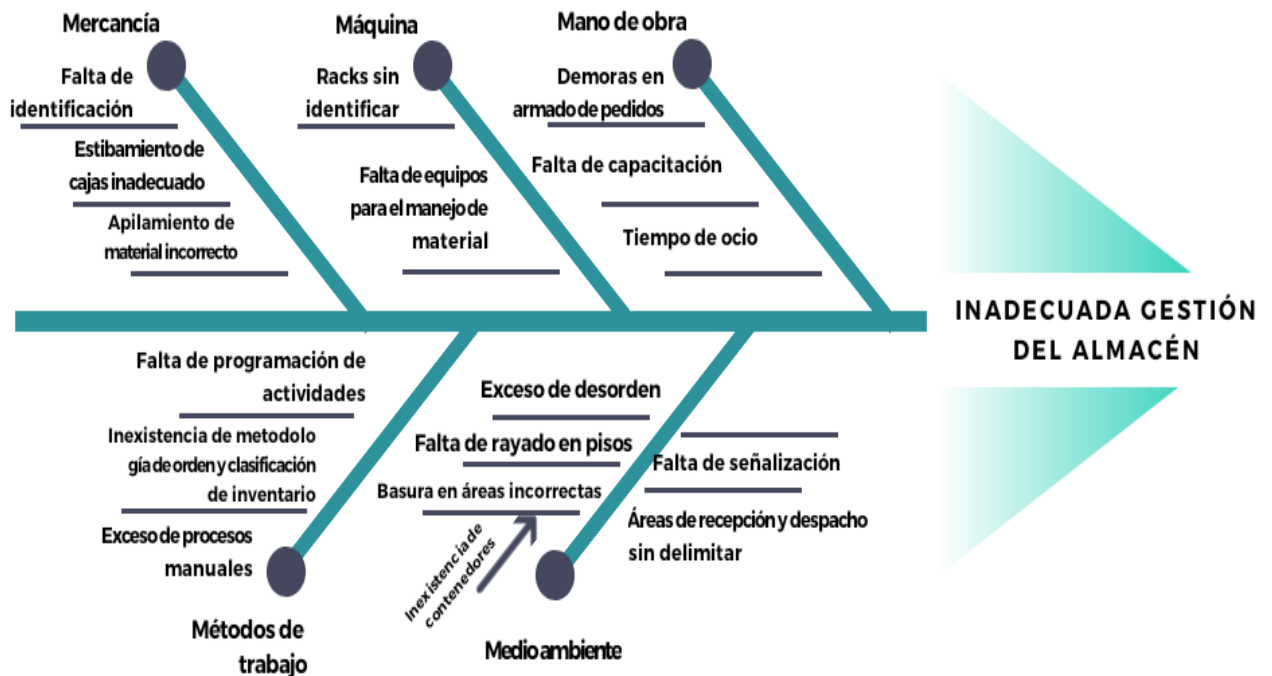 Mercancía
Falta de
identificación
Estibamiento de
cajas inadecuado
Apilamiento de
material incorrecto
Máquina
Racks sin
identificar
Falta de equipos
para el manejo de
material
Mano de obra
Demoras en
armado de pedidos
Falta de capacitación
Tiempo de ocio
INADECUADA GESTIÓN
DEL ALMACÉN
Falta de programación de
actividades
Inexistencia de metodolo
gía de orden y clasificación
de inventario
Exceso de procesos
manuales
Métodos de
trabajo
Exceso de desorden
Falta de rayado en pisos
Basura en áreas incorrectas
Inexistencia de
contenedores
Falta de señalización
Áreas de recepción y despacho
sin delimitar
Medio ambiente